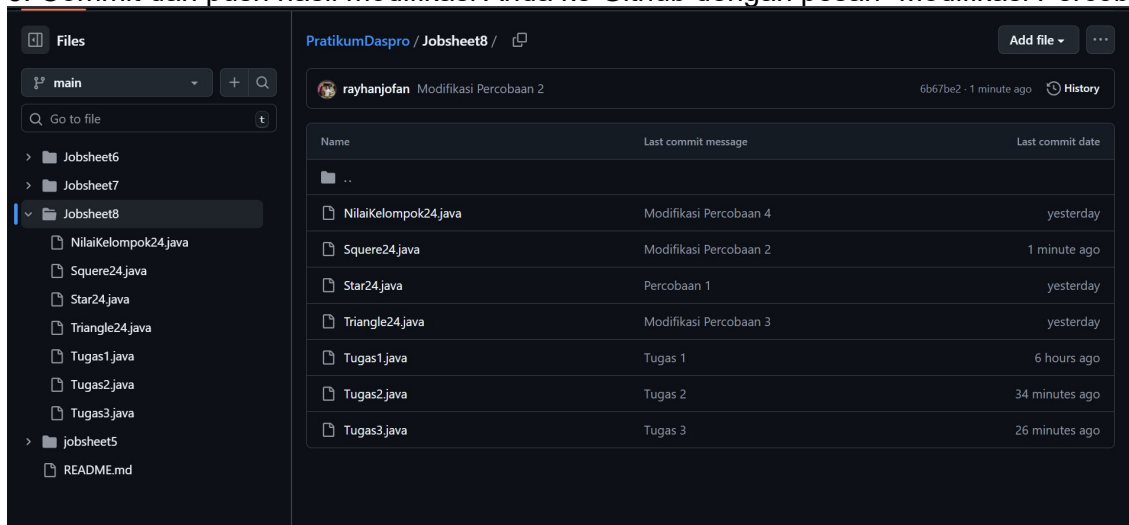 Files
PratikumDaspro / Jobsheet8 /
Add file
main
rayhanjofan Modifikasi Percobaan 2
6b67be2 · 1 minute ago History
Go to file t
Name Last commit message Last commit date
Jobsheet6
..
Jobsheet7
Jobsheet8
NilaiKelompok24.java Modifikasi Percobaan 4 yesterday
NilaiKelompok24.java
Squere24.java Modifikasi Percobaan 2 1 minute ago
Squere24.java
Star24.java Percobaan 1 yesterday
Star24.java
Triangle24.java Modifikasi Percobaan 3 yesterday
Triangle24.java
Tugas1.java Tugas 1 6 hours ago
Tugas1.java
Tugas2.java Tugas 2 34 minutes ago
Tugas2.java
Tugas3.java Tugas 3 26 minutes ago
Tugas3.java
jobsheet5
README.md